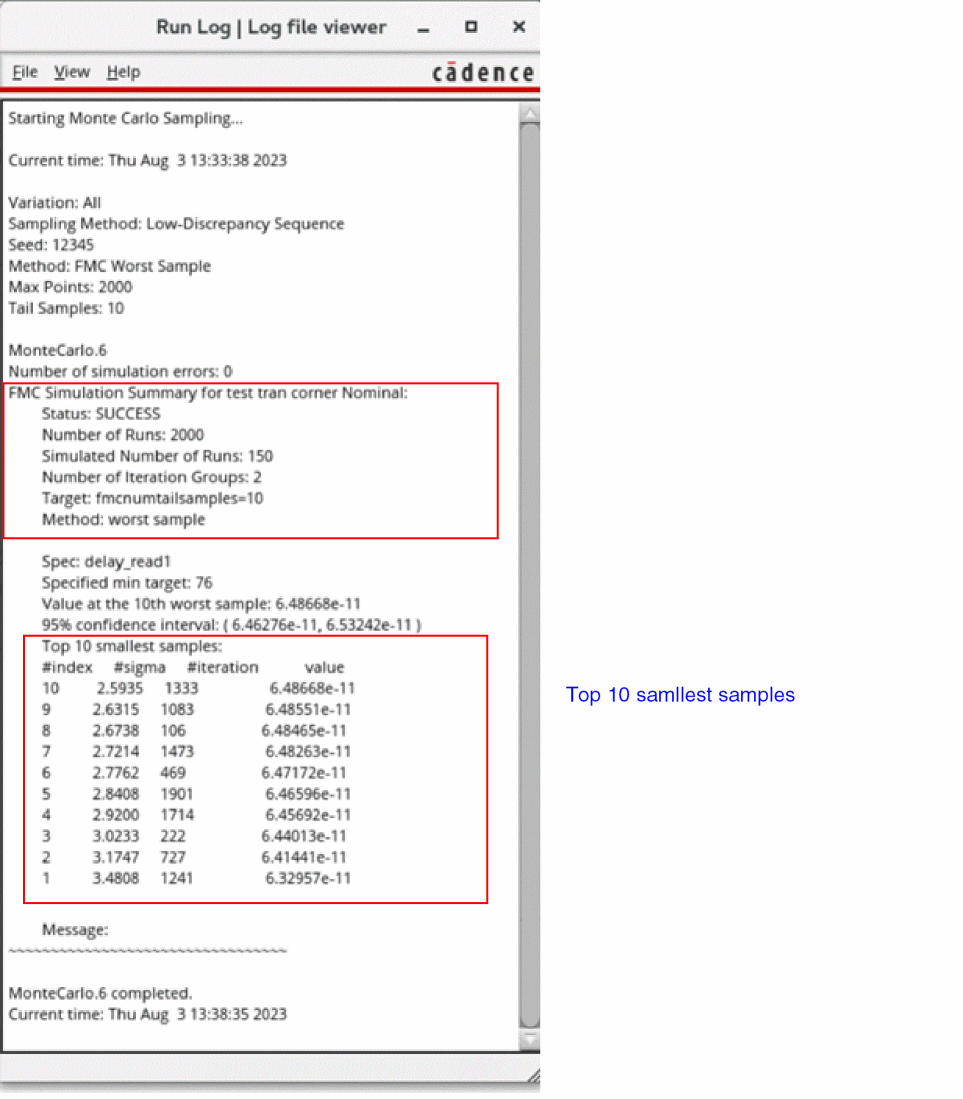 Run Log | Log file viewer
File View Help
cādence
Starting Monte Carlo Sampling...
Current time: Thu Aug  3 13:33:38 2023
Variation: All
Sampling Method: Low-Discrepancy Sequence
Seed: 12345
Method: FMC Worst Sample
Max Points: 2000
Tail Samples: 10
MonteCarlo.6
Number of simulation errors: 0
FMC Simulation Summary for test tran corner Nominal:
Status: SUCCESS
Number of Runs: 2000
Simulated Number of Runs: 150
Number of Iteration Groups: 2
Target: fmcnumtailsamples=10
Method: worst sample
Spec: delay_read1
Specified min target: 76
Value at the 10th worst sample: 6.48668e-11
95% confidence interval: ( 6.46276e-11, 6.53242e-11 )
Top 10 smallest samples:
#index #sigma #iteration value
10 2.5935 1333 6.48668e-11
9 2.6315 1083 6.48551e-11
Top 10 samllest samples
8 2.6738 106 6.48465e-11
7 2.7214 1473 6.48263e-11
6 2.7762 469 6.47172e-11
5 2.8408 1901 6.46596e-11
4 2.9200 1714 6.45692e-11
3 3.0233 222 6.44013e-11
2 3.1747 727 6.41441e-11
1 3.4808 1241 6.32957e-11
Message:
~~~~~~~~~~~~~~~~~~~~~~~~~~~~~~~~~
MonteCarlo.6 completed.
Current time: Thu Aug  3 13:38:35 2023